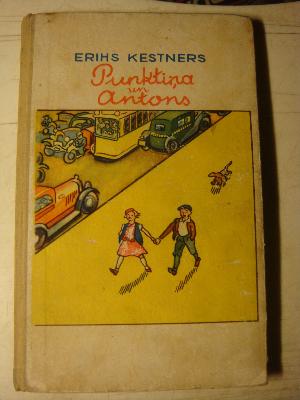 ERIHS KESTNERS
Punktiņa
un
Antons